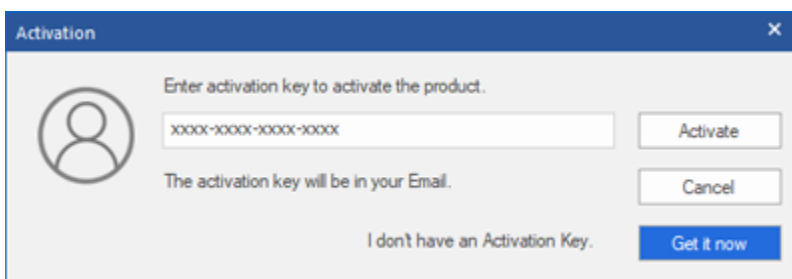 Activation
Enter activation key to activate the product.
xxxx-xxxx-xxxx-xxxx
Activate
The activation key will be in your Email.
Cancel
I don't have an Activation Key.
Get it now